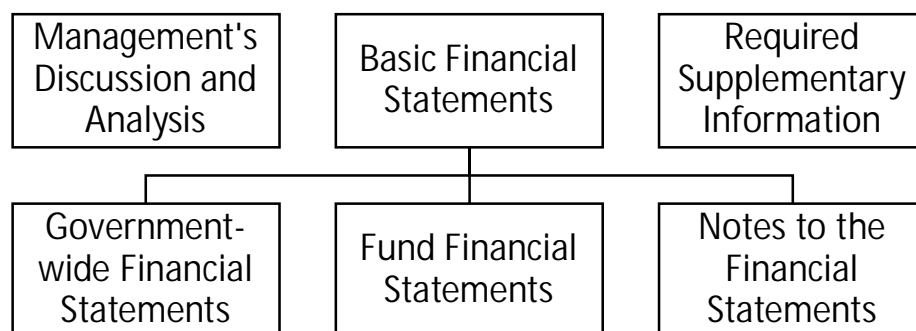 Management's
Discussion and
Analysis
Basic Financial
Statements
Required
Supplementary
Information
Government-
wide Financial
Statements
Fund Financial
Statements
Notes to the
Financial
Statements